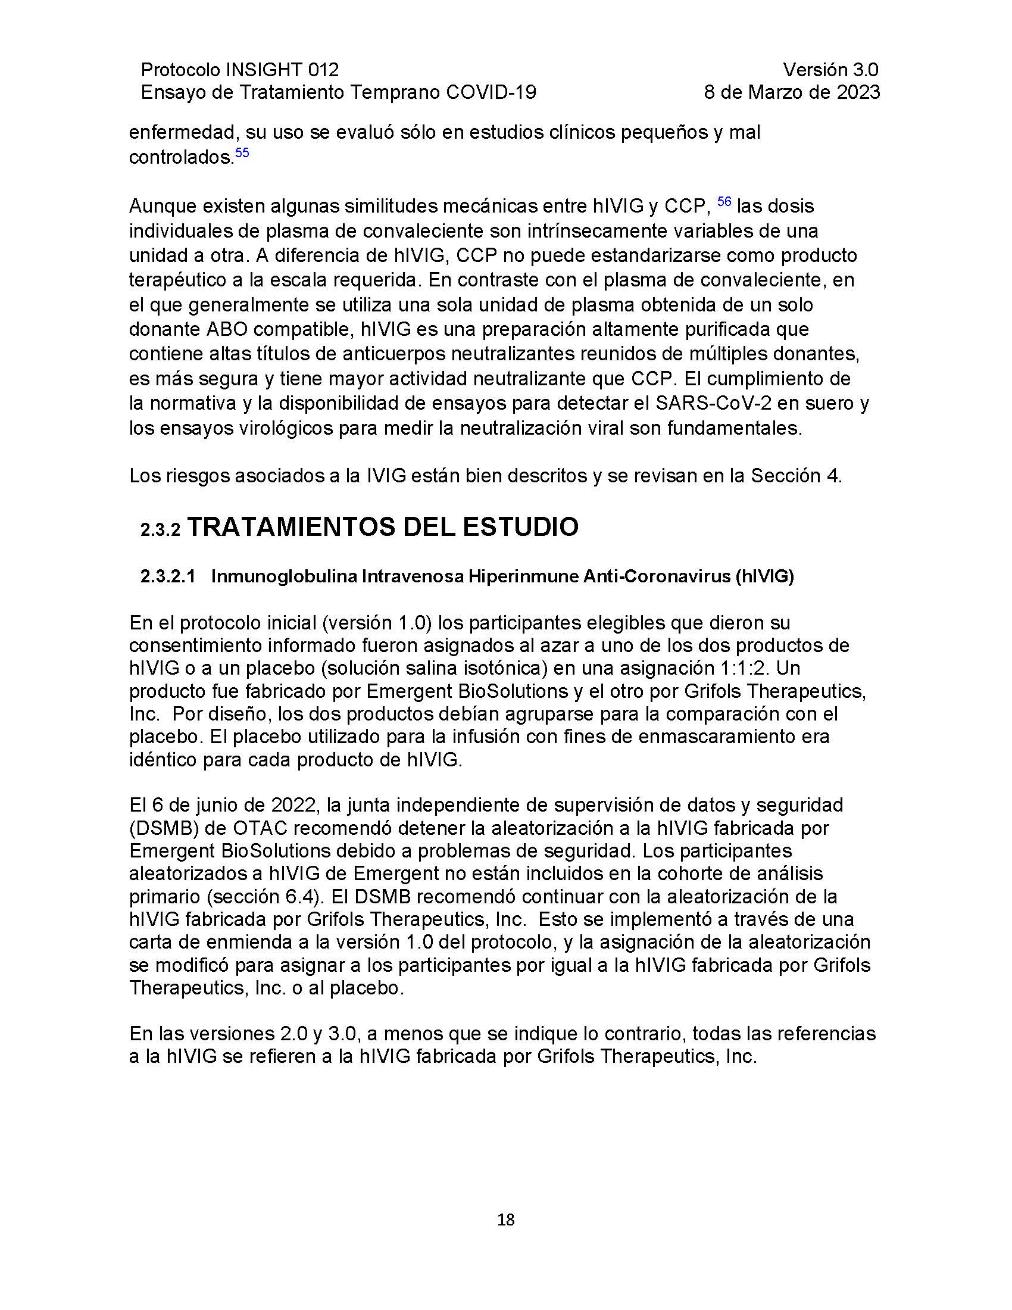 Protocolo INSIGHT 012 Versión 3.0
Ensayo de Tratamiento Temprano COVID-19 8 de Marzo de 2023
enfermedad, su uso se evaluó sólo en estudios clínicos pequeños y mal
controlados.55
Aunque existen algunas similitudes mecánicas entre hIVIG y CCP, 56 las dosis
individuales de plasma de convaleciente son intrínsecamente variables de una
unidad a otra. A diferencia de hIVIG, CCP no puede estandarizarse como producto
terapéutico a la escala requerida. En contraste con el plasma de convaleciente, en
el que generalmente se utiliza una sola unidad de plasma obtenida de un solo
donante ABO compatible, hIVIG es una preparación altamente purificada que
contiene altas títulos de anticuerpos neutralizantes reunidos de múltiples donantes,
es más segura y tiene mayor actividad neutralizante que CCP. El cumplimiento de
la normativa y la disponibilidad de ensayos para detectar el SARS-CoV-2 en suero y
los ensayos virológicos para medir la neutralización viral son fundamentales.
Los riesgos asociados a la IVIG están bien descritos y se revisan en la Sección 4.
2.3.2 TRATAMIENTOS DEL ESTUDIO
2.3.2.1 Inmunoglobulina Intravenosa Hiperinmune Anti-Coronavirus (hIVIG)
En el protocolo inicial (versión 1.0) los participantes elegibles que dieron su
consentimiento informado fueron asignados al azar a uno de los dos productos de
hIVIG o a un placebo (solución salina isotónica) en una asignación 1:1:2. Un
producto fue fabricado por Emergent BioSolutions y el otro por Grifols Therapeutics,
Inc. Por diseño, los dos productos debían agruparse para la comparación con el
placebo. El placebo utilizado para la infusión con fines de enmascaramiento era
idéntico para cada producto de hIVIG.
El 6 de junio de 2022, la junta independiente de supervisión de datos y seguridad
(DSMB) de OTAC recomendó detener la aleatorización a la hIVIG fabricada por
Emergent BioSolutions debido a problemas de seguridad. Los participantes
aleatorizados a hIVIG de Emergent no están incluidos en la cohorte de análisis
primario (sección 6.4). El DSMB recomendó continuar con la aleatorización de la
hIVIG fabricada por Grifols Therapeutics, Inc. Esto se implementó a través de una
carta de enmienda a la versión 1.0 del protocolo, y la asignación de la aleatorización
se modificó para asignar a los participantes por igual a la hIVIG fabricada por Grifols
Therapeutics, Inc. o al placebo.
En las versiones 2.0 y 3.0, a menos que se indique lo contrario, todas las referencias
a la hIVIG se refieren a la hIVIG fabricada por Grifols Therapeutics, Inc.
18